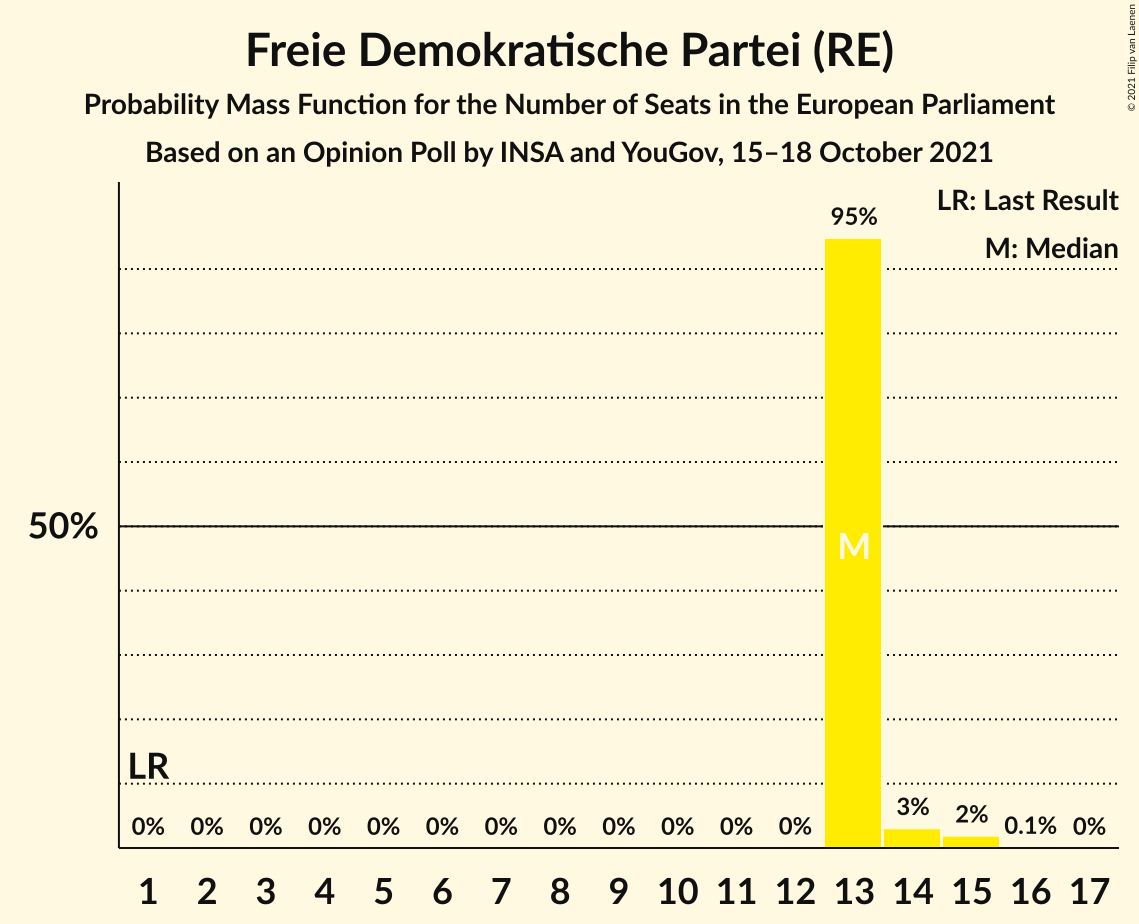 Freie Demokratische Partei (RE)
Probability Mass Function for the Number of Seats in the European Parliament
Based on an Opinion Poll by INSA and YouGov, 15–18 October 2021
© 2021 Filip van Laenen
LR: Last Result
M: Median
95%
50%
M
LR
0% 0% 0% 0% 0% 0% 0% 0% 0% 0% 0% 0% 3% 2% 0.1% 0%
1 2 3 4 5 6 7 8 9 10 11 12 13 14 15 16 17